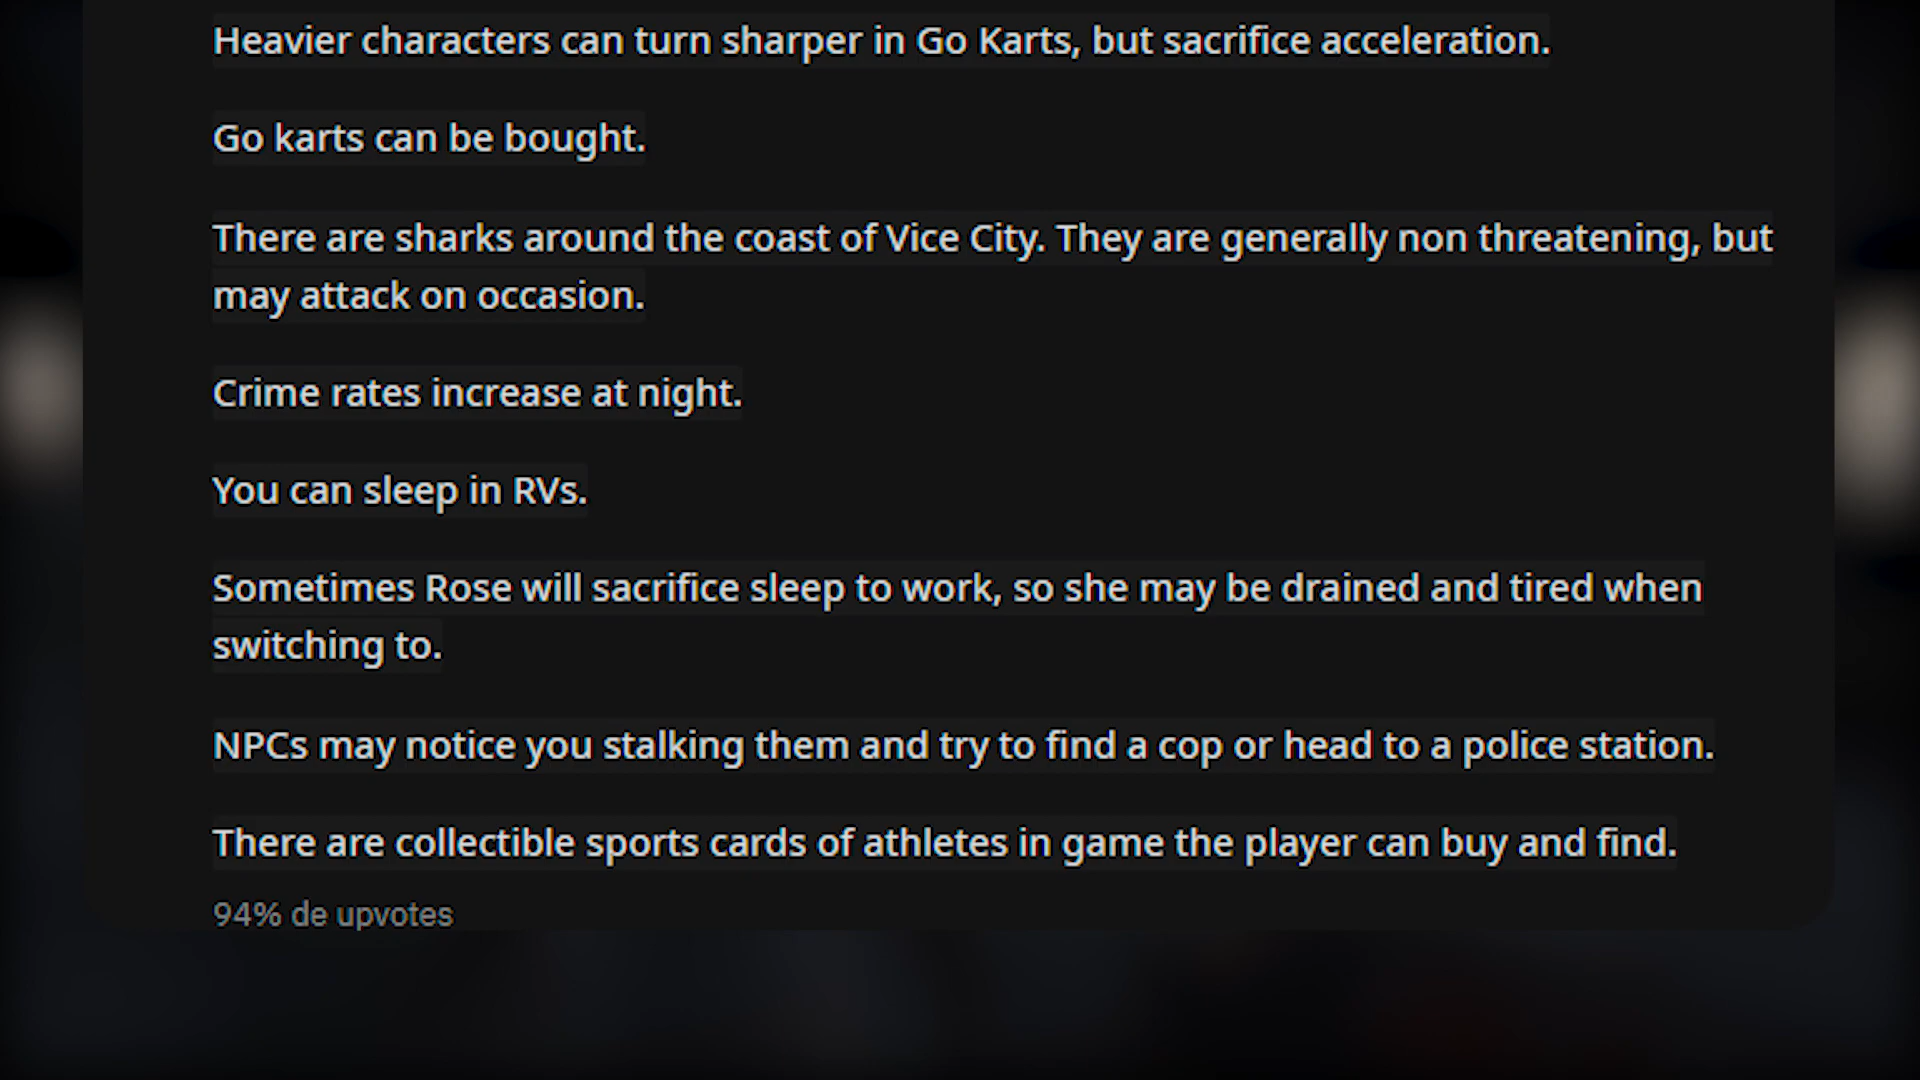 Heavier characters can turn sharper in Go Karts, but sacrifice acceleration.
Go karts can be bought.
There are sharks around the coast of Vice City. They are generally non threatening, but
may attack on occasion.
Crime rates increase at night.
You can sleep in RVs.
Sometimes Rose will sacrifice sleep to work, so she may be drained and tired when
switching to.
NPCs may notice you stalking them and try to find a cop or head to a police station.
There are collectible sports cards of athletes in game the player can buy and find.
94% de upvotes